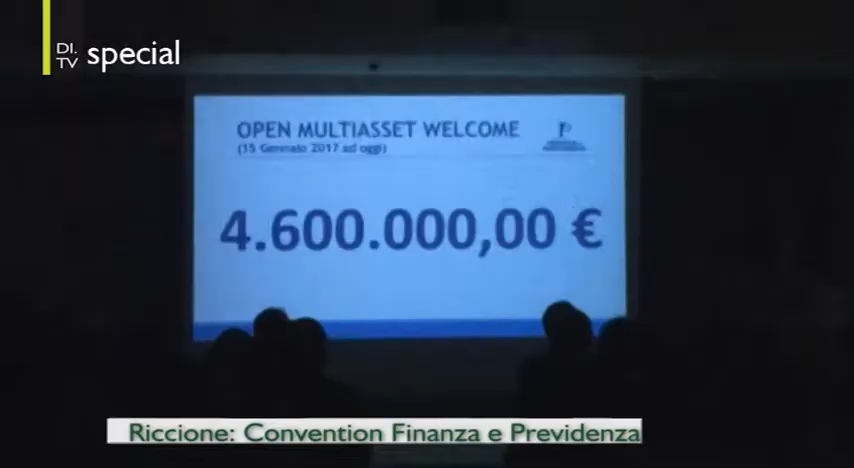 DI.
TV special
OPEN MULTIASSET WELCOME
(15 Gennaio 2017 ad oggi)
4.600.000,00 €
Riccione: Convention Finanza e Previdenza